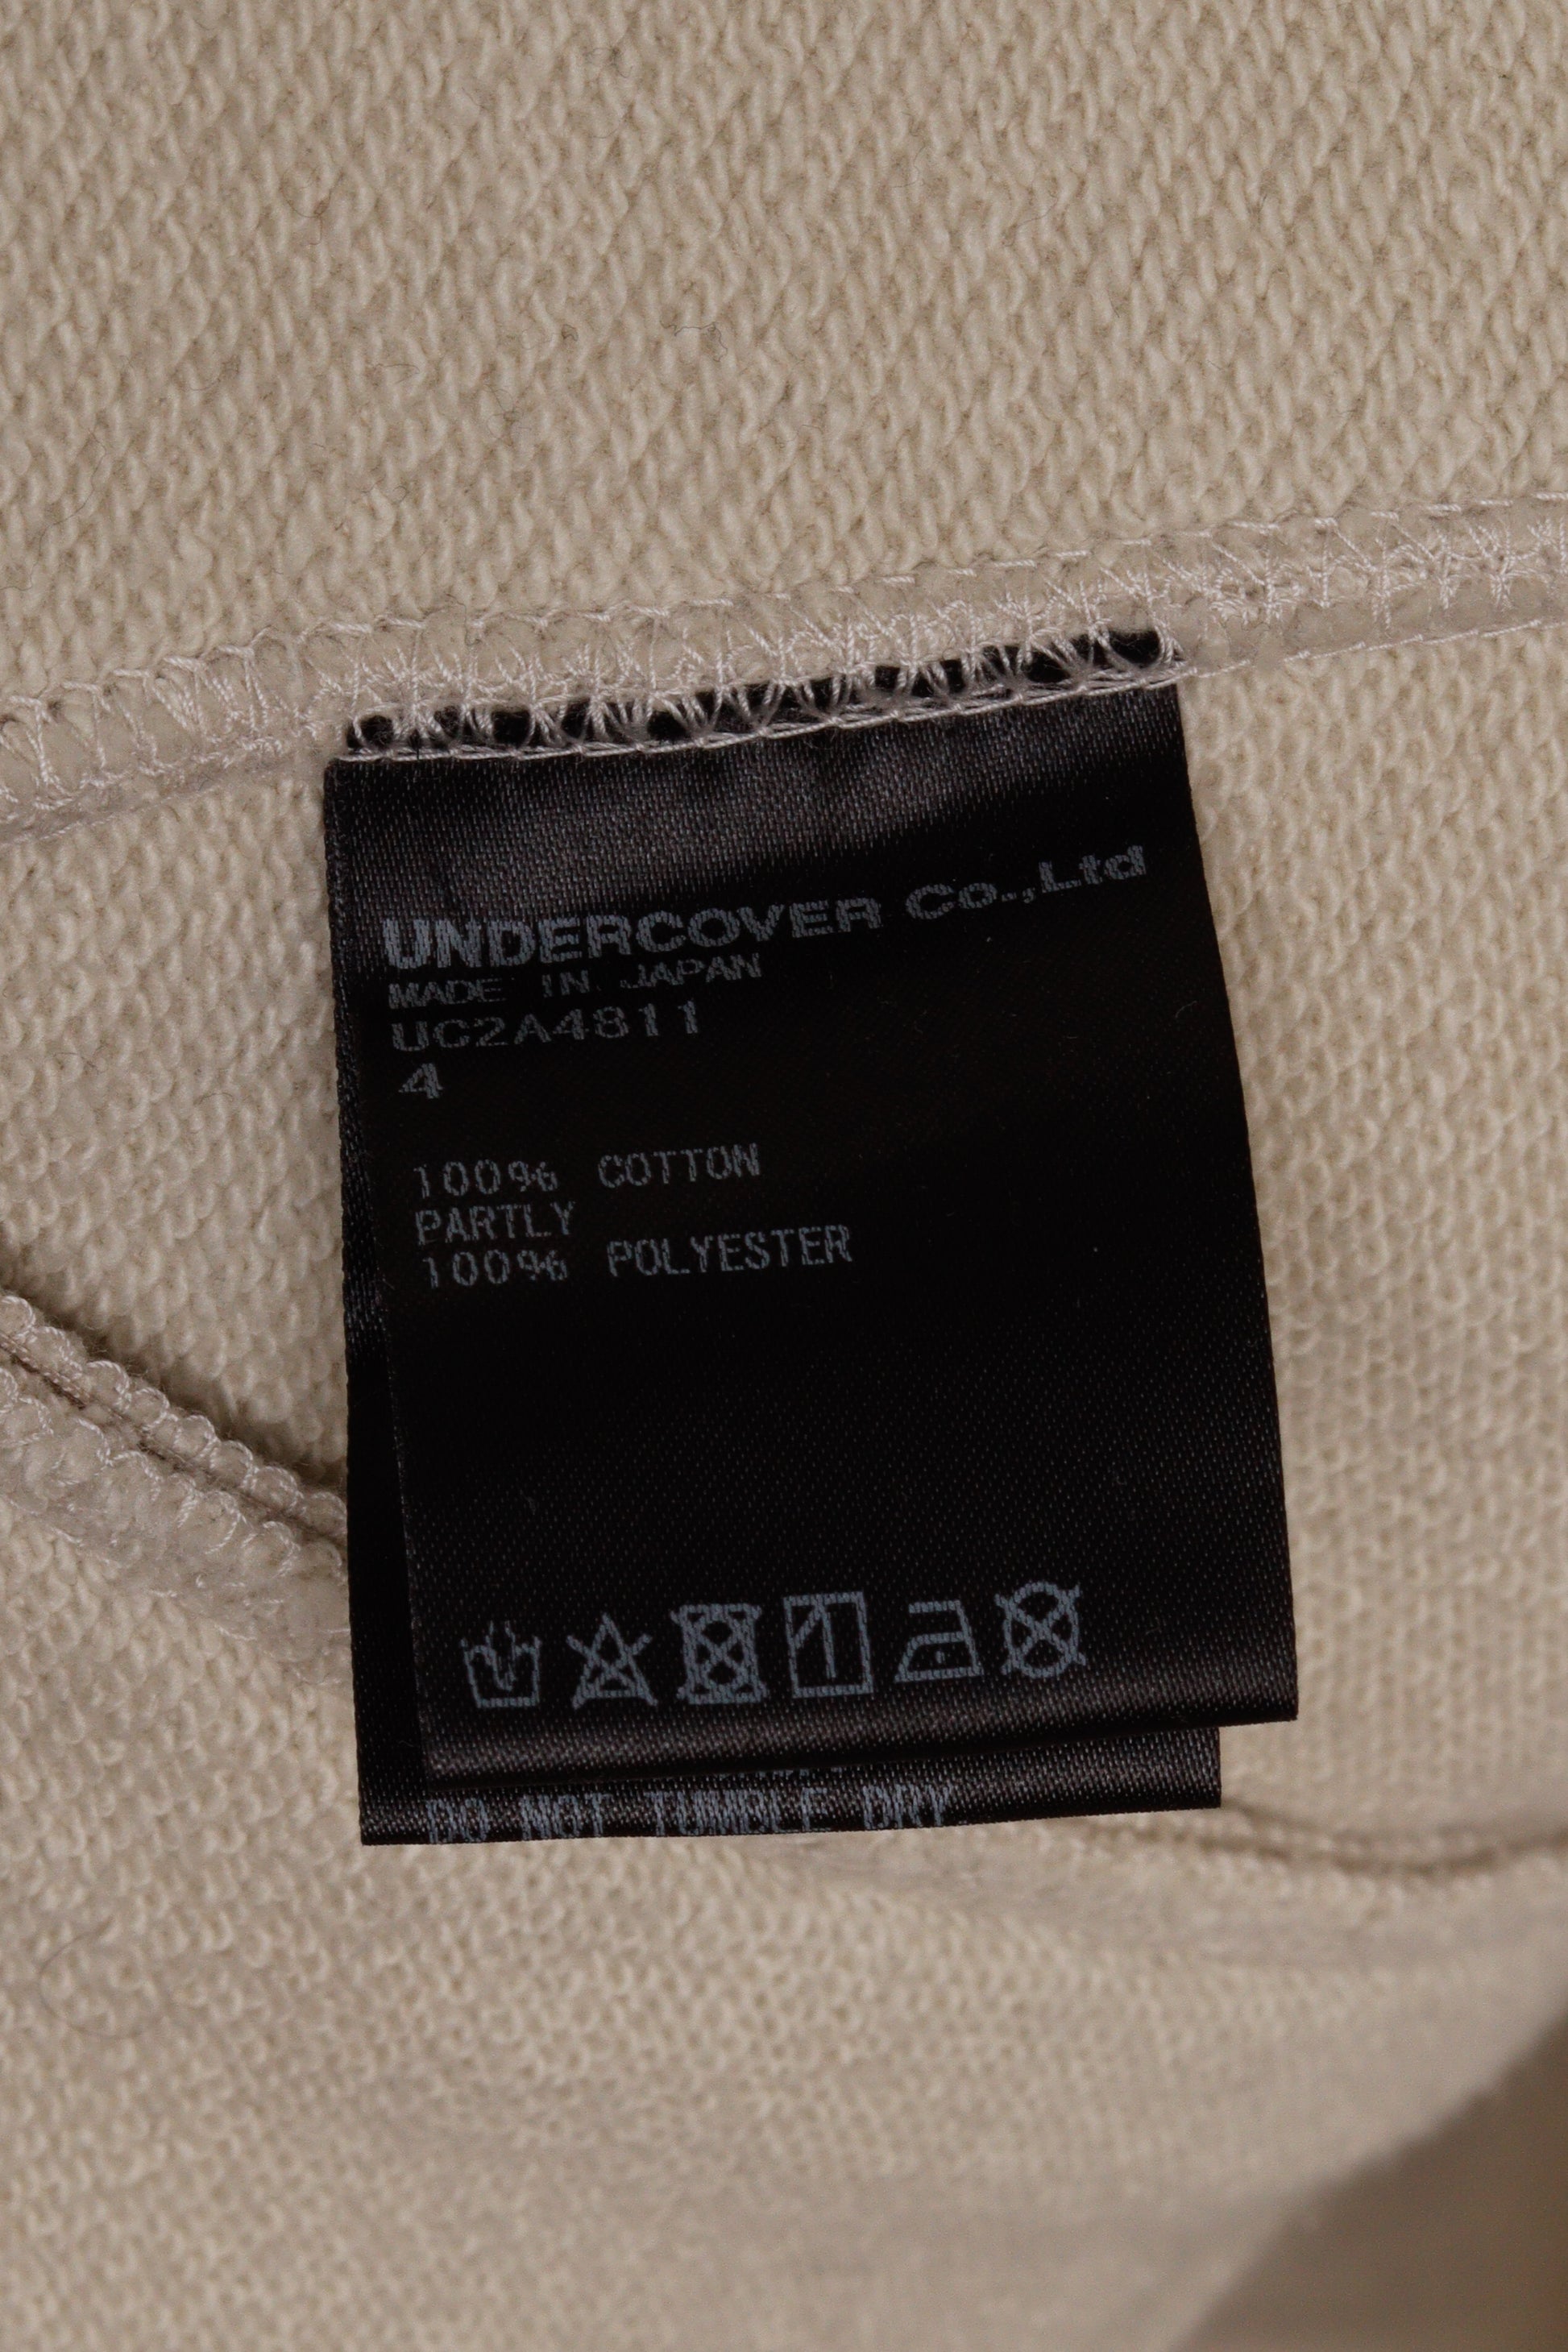 UNDERCOVER Co.,Ltd
MADE IN JAPAN
UC2A4811
4
100% COTTON
PARTLY
100% POLYESTER
DO NOT TUMBLE DRY